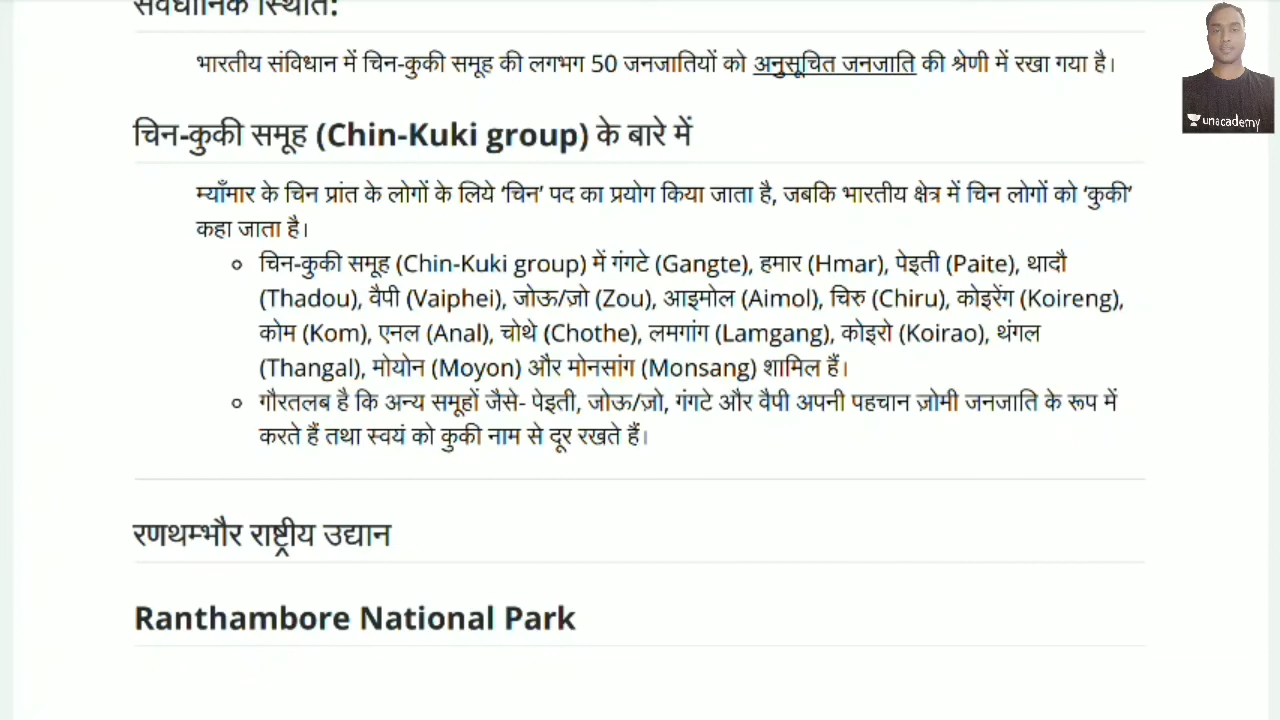 संवैधानिक स्थिति:
भारतीय संविधान में चिन-कुकी समूह की लगभग 50 जनजातियों को अनुसूचित जनजाति की श्रेणी में रखा गया है।
चिन-कुकी समूह (Chin-Kuki group) के बारे में
म्याँमार के चिन प्रांत के लोगों के लिये ‘चिन’ पद का प्रयोग किया जाता है, जबकि भारतीय क्षेत्र में चिन लोगों को ‘कुकी’
कहा जाता है।
चिन-कुकी समूह (Chin-Kuki group) में गंगटे (Gangte), हमार (Hmar), पेइती (Paite), थादौ
(Thadou), वैपी (Vaiphei), जोऊ/ज़ो (Zou), आइमोल (Aimol), चिरु (Chiru), कोइरेंग (Koireng),
कोम (Kom), एनल (Anal), चोथे (Chothe), लमगांग (Lamgang), कोइरो (Koirao), थंगल
(Thangal), मोयोन (Moyon) और मोनसांग (Monsang) शामिल हैं।
गौरतलब है कि अन्य समूहों जैसे- पेइती, जोऊ/ज़ो, गंगटे और वैपी अपनी पहचान ज़ोमी जनजाति के रूप में
करते हैं तथा स्वयं को कुकी नाम से दूर रखते हैं।
रणथम्भौर राष्ट्रीय उद्यान
Ranthambore National Park
unacademy